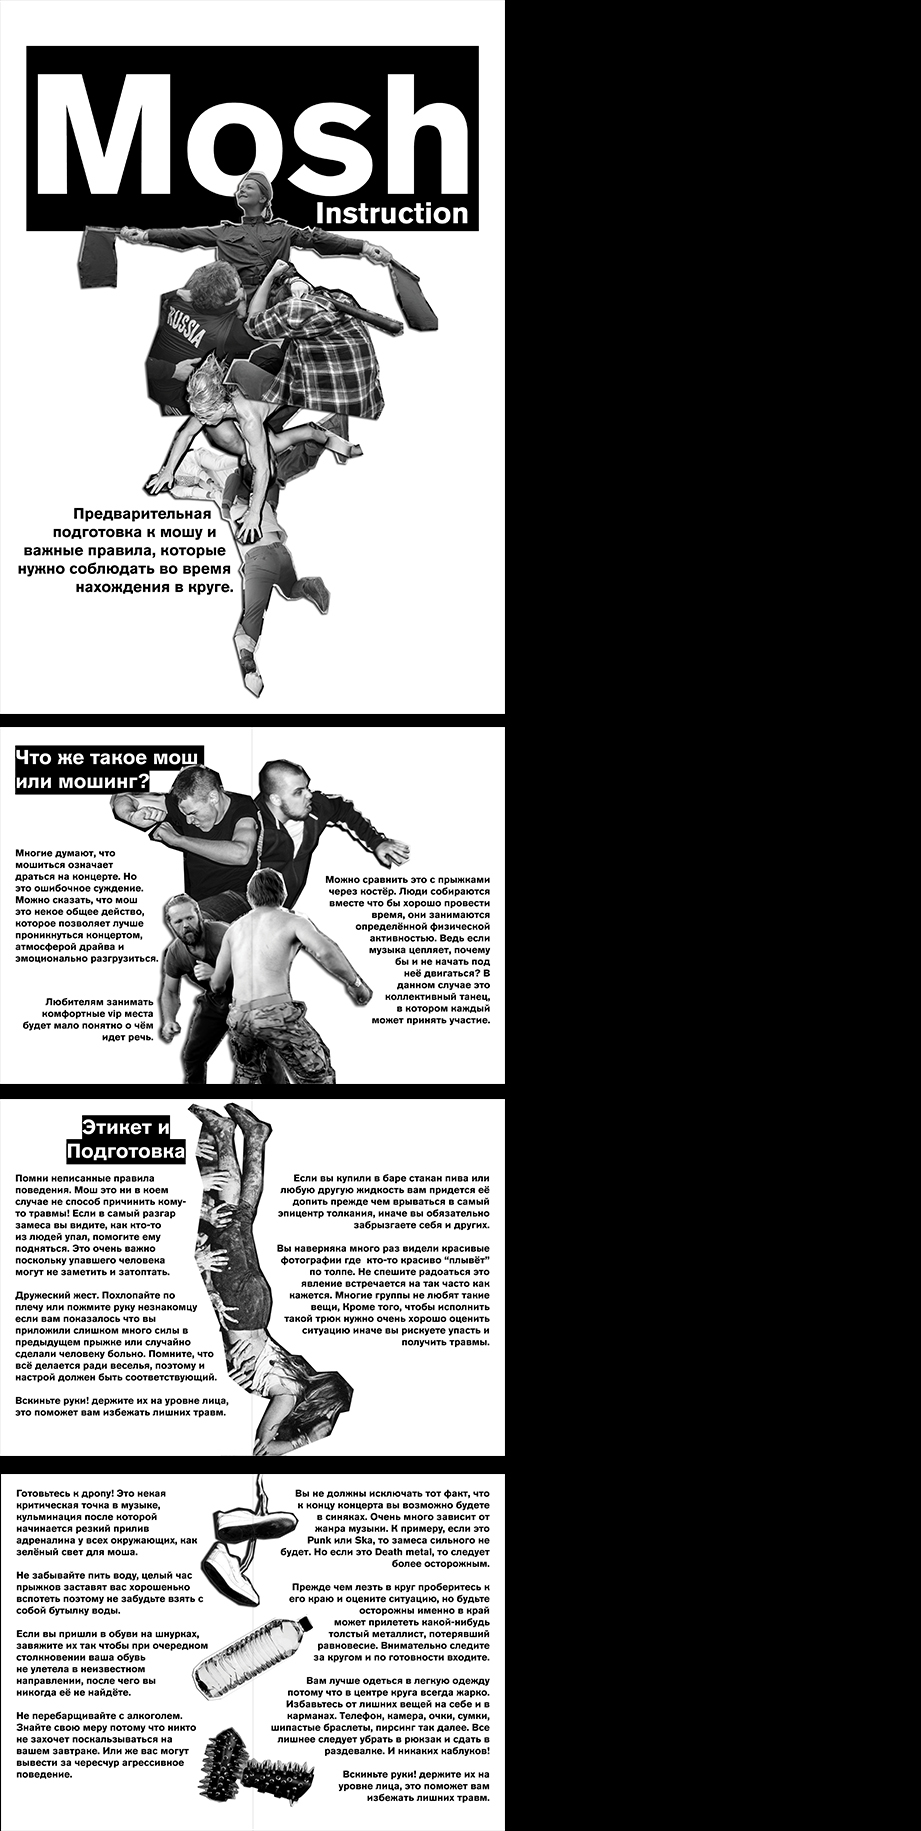 Mosh
Instruction
RUSSIA
Предварительная
подготовка к мошу и
важные правила, которые
нужно соблюдать во время
нахождения в круге.
Что же такое мош
или мошинг?
Многие думают, что
мошиться означает
драться на концерте. Но
это ошибочное суждение.
Можно сказать, что мош
это некое общее действо,
которое позволяет лучше
проникнуться концертом,
атмосферой драйва и
эмоционально разгрузиться.
Любителям занимать
комфортные vip места
будет мало понятно о чём
идет речь.
Можно сравнить это с прыжками
через костёр. Люди собираются
вместе что бы хорошо провести
время, они занимаются
определённой физической
активностью. Ведь если
музыка цепляет, почему
бы и не начать под
неё двигаться? В
данном случае это
коллективный танец,
в котором каждый
может принять участие.
Этикет и
Подготовка
Помни неписанные правила
поведения. Мош это ни в коем
случае не способ причинить кому-
то травмы! Если в самый разгар
замеса вы видите, как кто-то
из людей упал, помогите ему
подняться. Это очень важно
поскольку упавшего человека
могут не заметить и затоптать.
Дружеский жест. Похлопайте по
плечу или пожмите руку незнакомцу
если вам показалось что вы
приложили слишком много силы в
предыдущем прыжке или случайно
сделали человеку больно. Помните, что
всё делается ради веселья, поэтому и
настрой должен быть соответствующий.
Вскиньте руки! держите их на уровне лица,
это поможет вам избежать лишних травм.
Если вы купили в баре стакан пива или
любую другую жидкость вам придется её
допить прежде чем врываться в самый
эпицентр толкания, иначе вы обязательно
забрызгаете себя и других.
Вы наверняка много раз видели красивые
фотографии где кто-то красиво “плывёт”
по толпе. Не спешите радоаться это
явление встречается на так часто как
кажется. Многие группы не любят такие
вещи, Кроме того, чтобы исполнить
такой трюк нужно очень хорошо оценить
ситуацию иначе вы рискуете упасть и
получить травмы.
Готовьтесь к дропу! Это некая
критическая точка в музыке,
кульминация после которой
начинается резкий прилив
адреналина у всех окружающих, как
зелёный свет для моша.
Не забывайте пить воду, целый час
прыжков заставят вас хорошенько
вспотеть поэтому не забудьте взять с
собой бутылку воды.
Если вы пришли в обуви на шнурках,
завяжите их так чтобы при очередном
столкновении ваша обувь
не улетела в неизвестном
направлении, после чего вы
никогда её не найдёте.
Не перебарщивайте с алкоголем.
Знайте свою меру потому что никто
не захочет поскальзываться на
вашем завтраке. Или же вас могут
вывести за чересчур агрессивное
поведение.
Вы не должны исключать тот факт, что
к концу концерта вы возможно будете
в синяках. Очень много зависит от
жанра музыки. К примеру, если это
Punk или Ska, то замеса сильного не
будет. Но если это Death metal, то следует
более осторожным.
Прежде чем лезть в круг проберитесь к
его краю и оцените ситуацию, но будьте
осторожны именно в край
может прилететь какой-нибудь
толстый металлист, потерявший
равновесие. Внимательно следите
за кругом и по готовности входите.
Вам лучше одеться в легкую одежду
потому что в центре круга всегда жарко.
Избавьтесь от лишних вещей на себе и в
карманах. Телефон, камера, очки, сумки,
шипастые браслеты, пирсинг так далее. Все
лишнее следует убрать в рюкзак и сдать в
раздевалке. И никаких каблуков!
Вскиньте руки! держите их на
уровне лица, это поможет вам
избежать лишних травм.